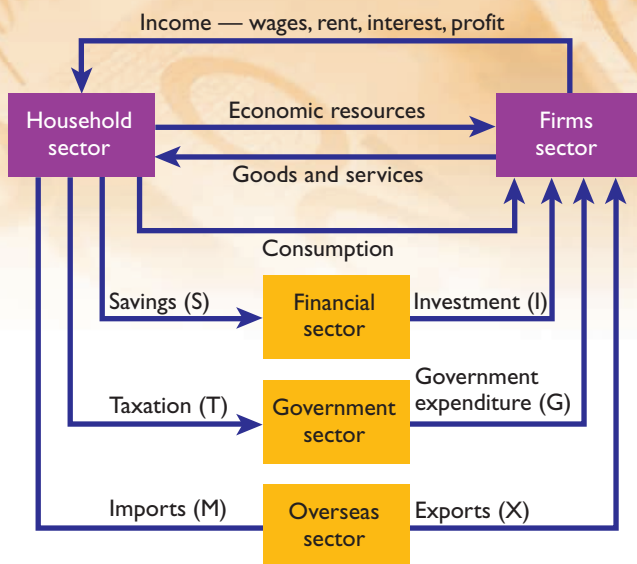 Income — wages, rent, interest, profit
Household
sector
Economic resources
Firms
sector
Goods and services
Consumption
Savings (S)
Financial
sector
Investment (I)
Taxation (T)
Government
sector
Government
expenditure (G)
Imports (M)
Overseas
sector
Exports (X)